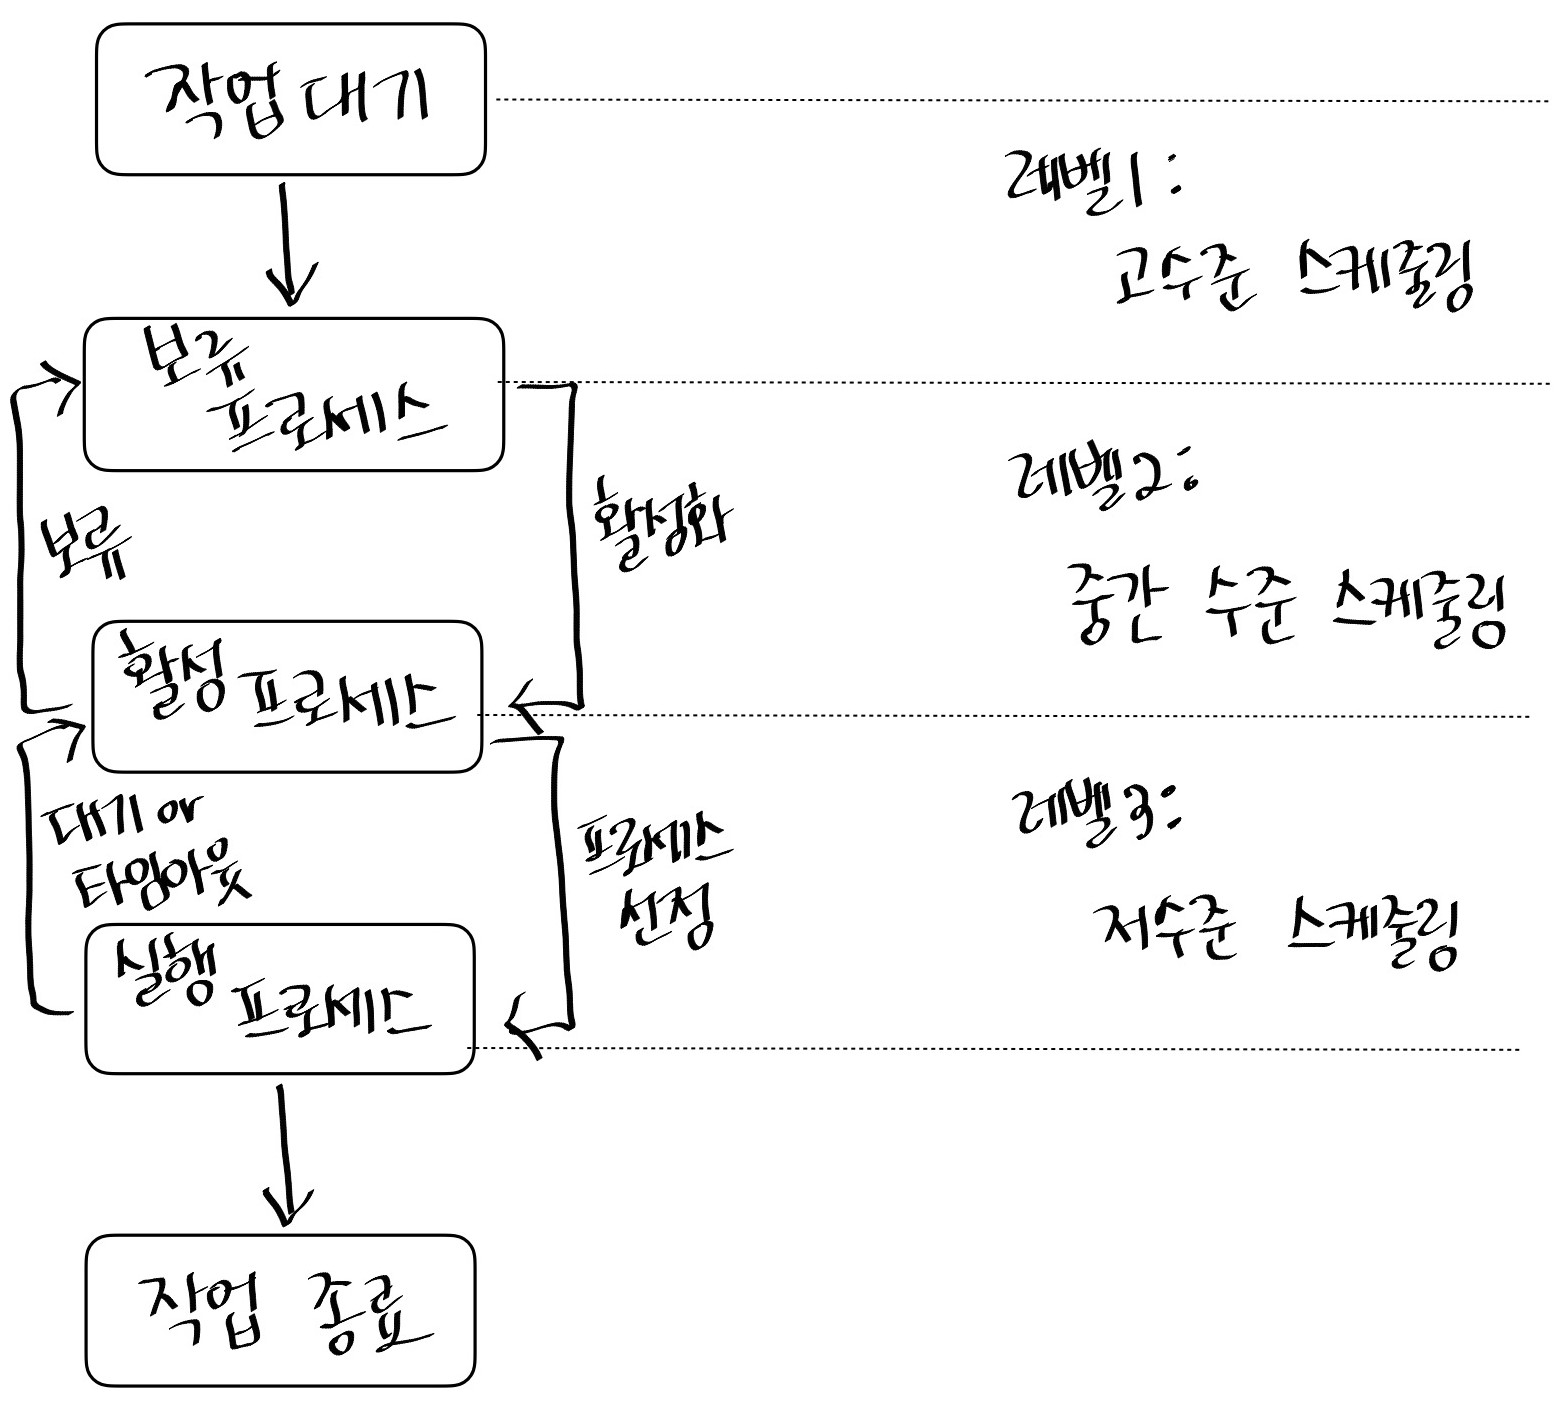 작업 대기
레벨1 :
고수준 스케줄링
보류
프로세스
레벨2:
보류
활성화
중간 수준 스케줄링
활성 프로세스
레벨3:
대기 or
타임아웃
프로세스
선정
저수준 스케줄링
실행
프로세스
작업 종료